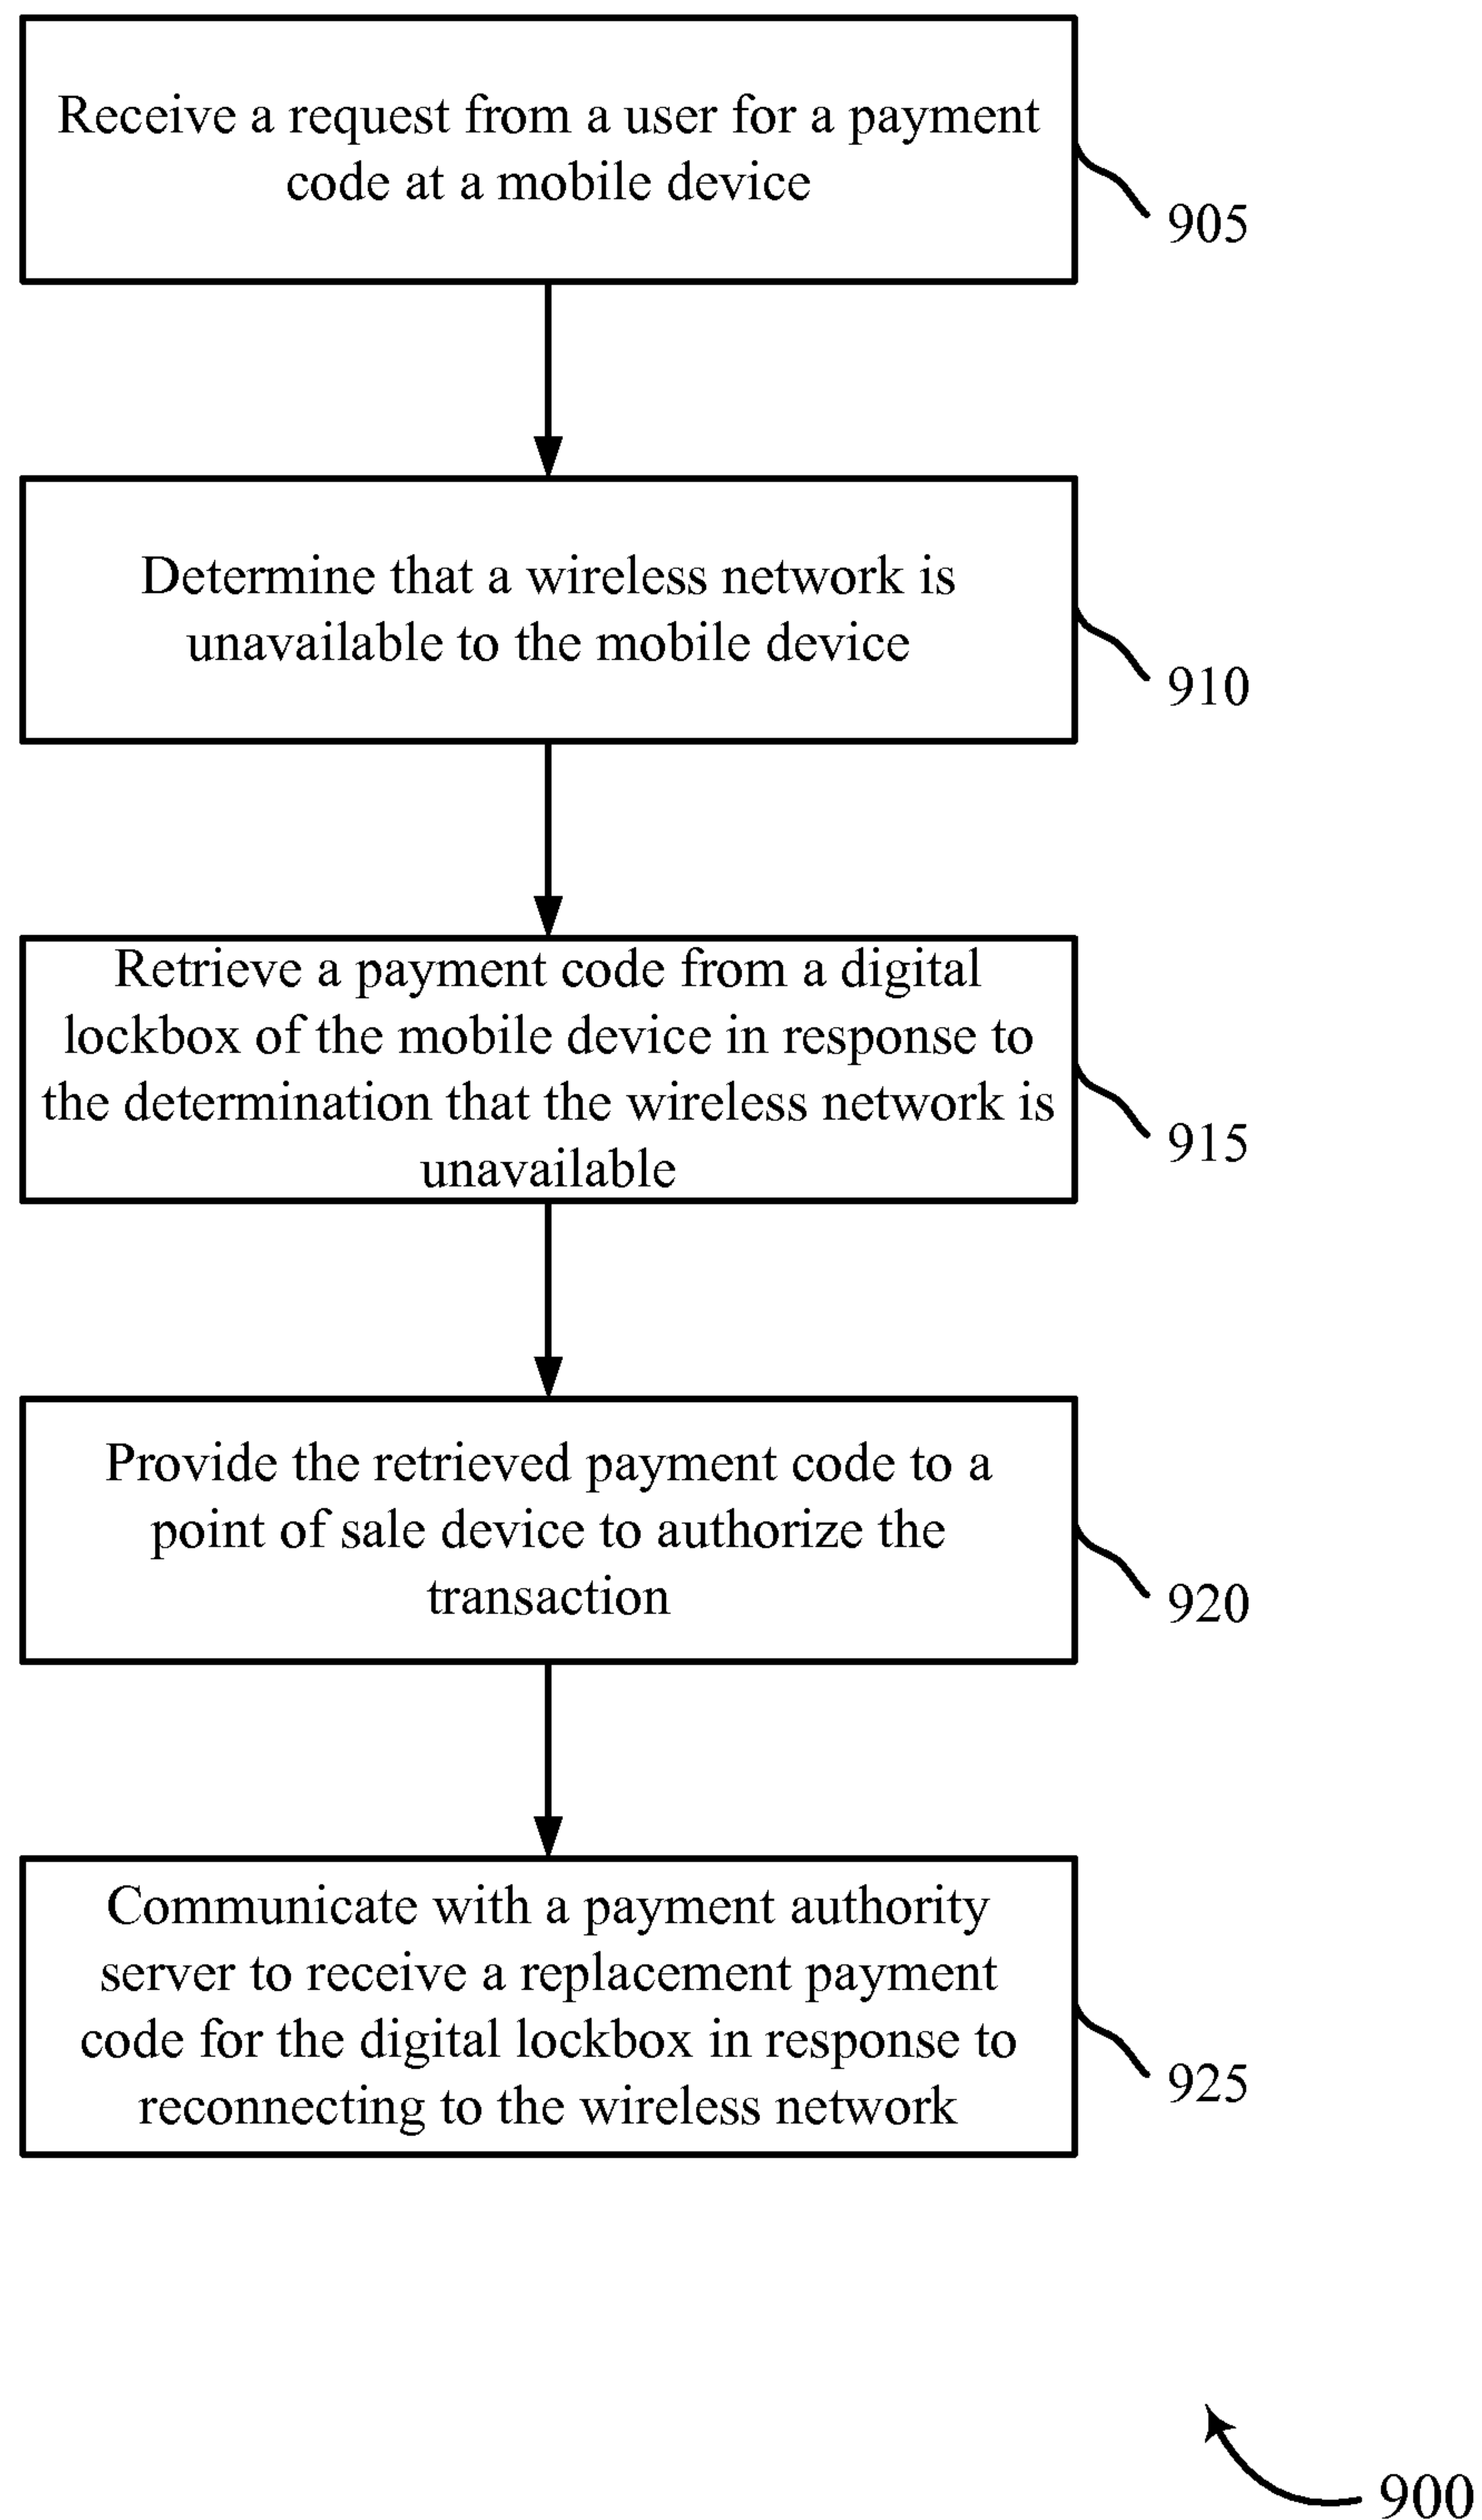 Receive a request from a user for a payment
code at a mobile device
905
Determine that a wireless network is
unavailable to the mobile device
910
Retrieve a payment code from a digital
lockbox of the mobile device in response to
the determination that the wireless network is
unavailable
915
Provide the retrieved payment code to a
point of sale device to authorize the
transaction
920
Communicate with a payment authority
server to receive a replacement payment
code for the digital lockbox in response to
reconnecting to the wireless network
925
900